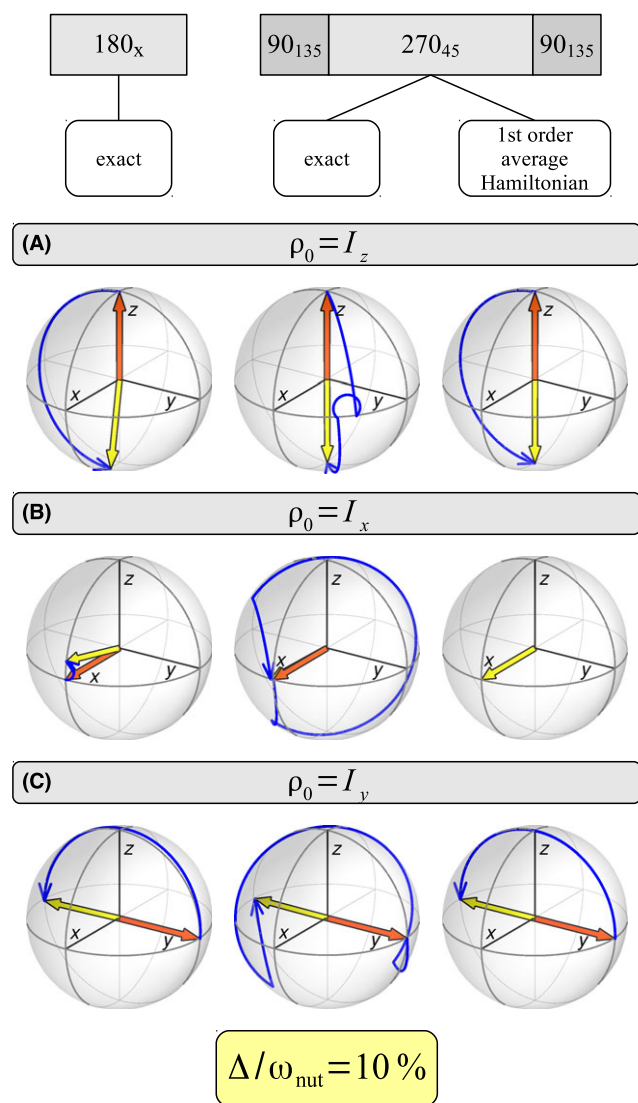 180x
90135 27045 90135
exact
exact
1st order
average
Hamiltonian
(A) ρ0 = Iz
z x y
z x y
z x y
(B) ρ0 = Ix
z x y
z x y
z x y
(C) ρ0 = Iy
z x y
z x y
z x y
Δ/ωnut = 10 %